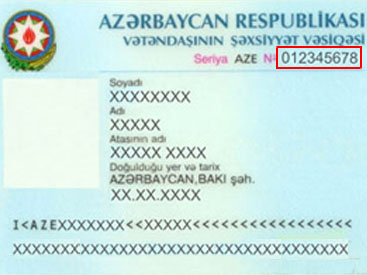 AZƏRBAYCAN RESPUBLİKASI
VƏTƏNDAŞININ ŞƏXSİYYƏT VƏSİQƏSİ
Seriya AZE № 012345678
Soyadı
XXXXXXXX
Adı
XXXXX
Atasının adı
XXXXX XXXX
Doğulduğu yer və tarix
AZƏRBAYCAN,BAKI şəh.
XX.XX.XXXX
I<AZEXXXXXXX<<XXXXX<<<<<<<<<<<<<<<<<<
XXXXXXXXXXXXXXXXXXXXXXXXXXXXXXXXXXXX